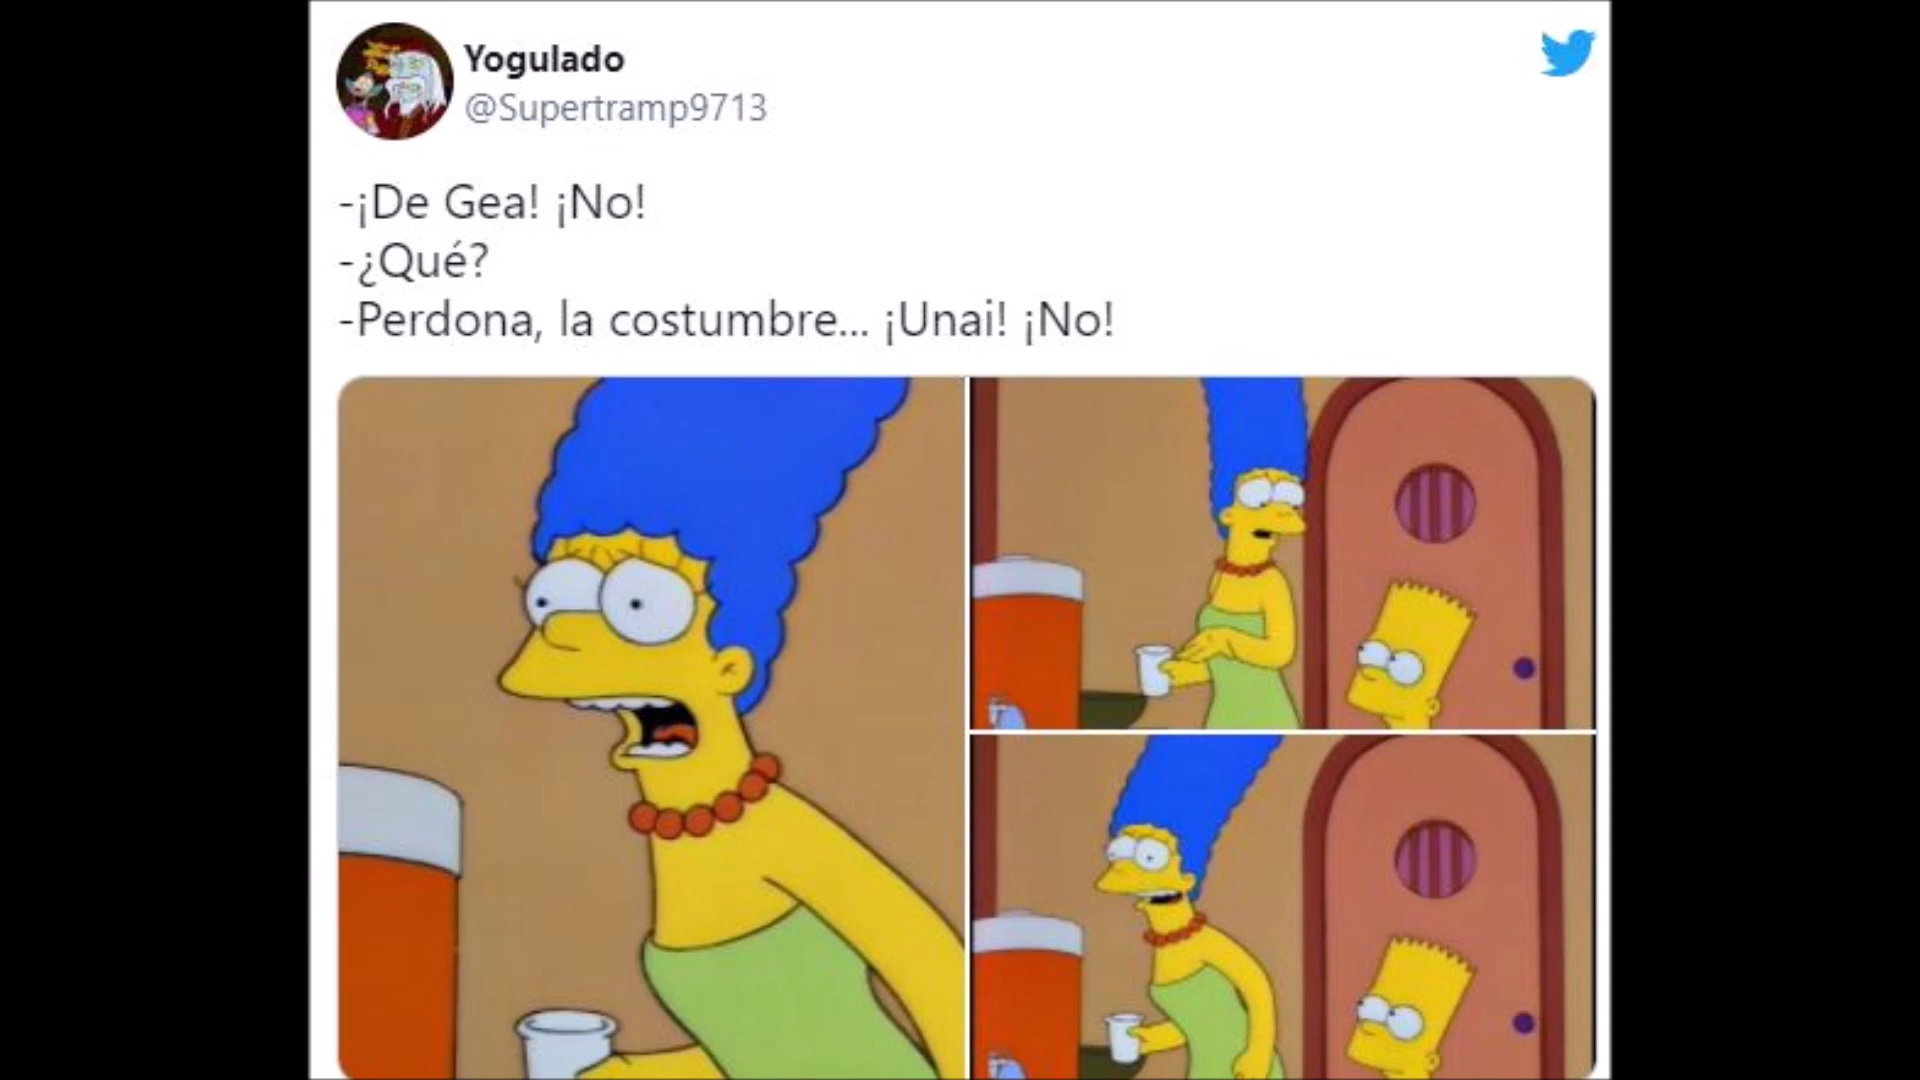 Yogulado
@Supertramp9713
-¡De Gea! ¡No!
-¿Qué?
-Perdona, la costumbre... ¡Unai! ¡No!